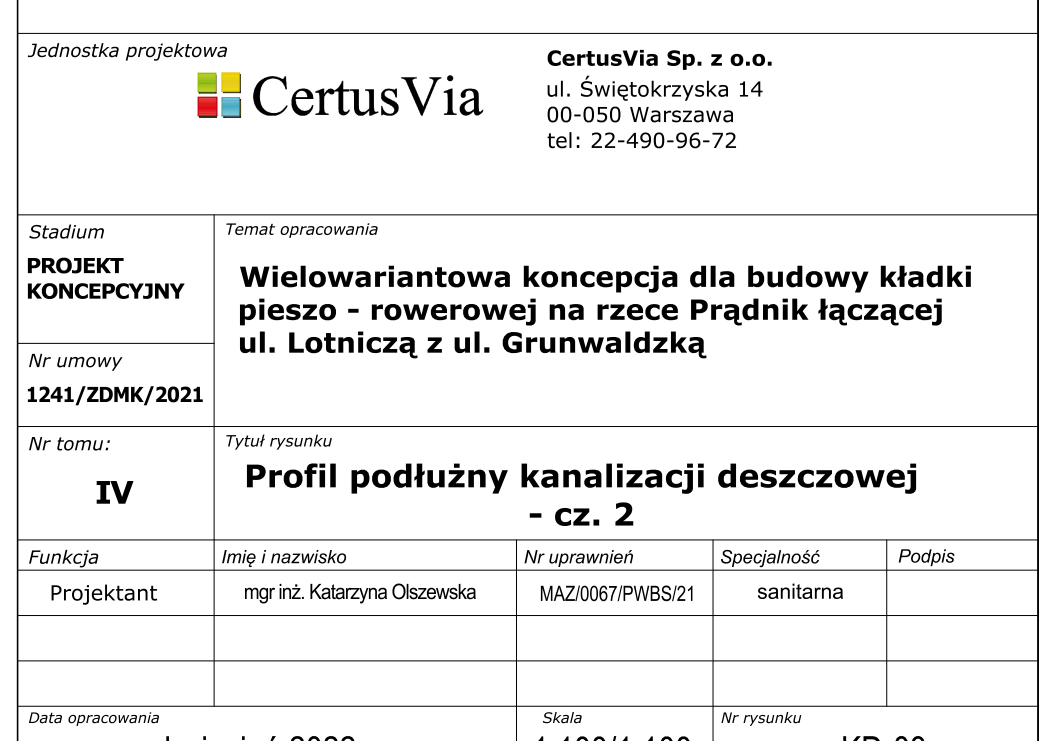 Jednostka projektowa
CertusVia
CertusVia Sp. z o.o.
ul. Świętokrzyska 14
00-050 Warszawa
tel: 22-490-96-72
Stadium
PROJEKT
KONCEPCYJNY
Temat opracowania
Wielowariantowa koncepcja dla budowy kładki
pieszo - rowerowej na rzece Prądnik łączącej
ul. Lotniczą z ul. Grunwaldzką
Nr umowy
1241/ZDMK/2021
Nr tomu:
IV
Tytuł rysunku
Profil podłużny kanalizacji deszczowej
- cz. 2
Funkcja Imię i nazwisko Nr uprawnień Specjalność Podpis
Projektant mgr inż. Katarzyna Olszewska MAZ/0067/PWBS/21 sanitarna
Data opracowania Skala Nr rysunku